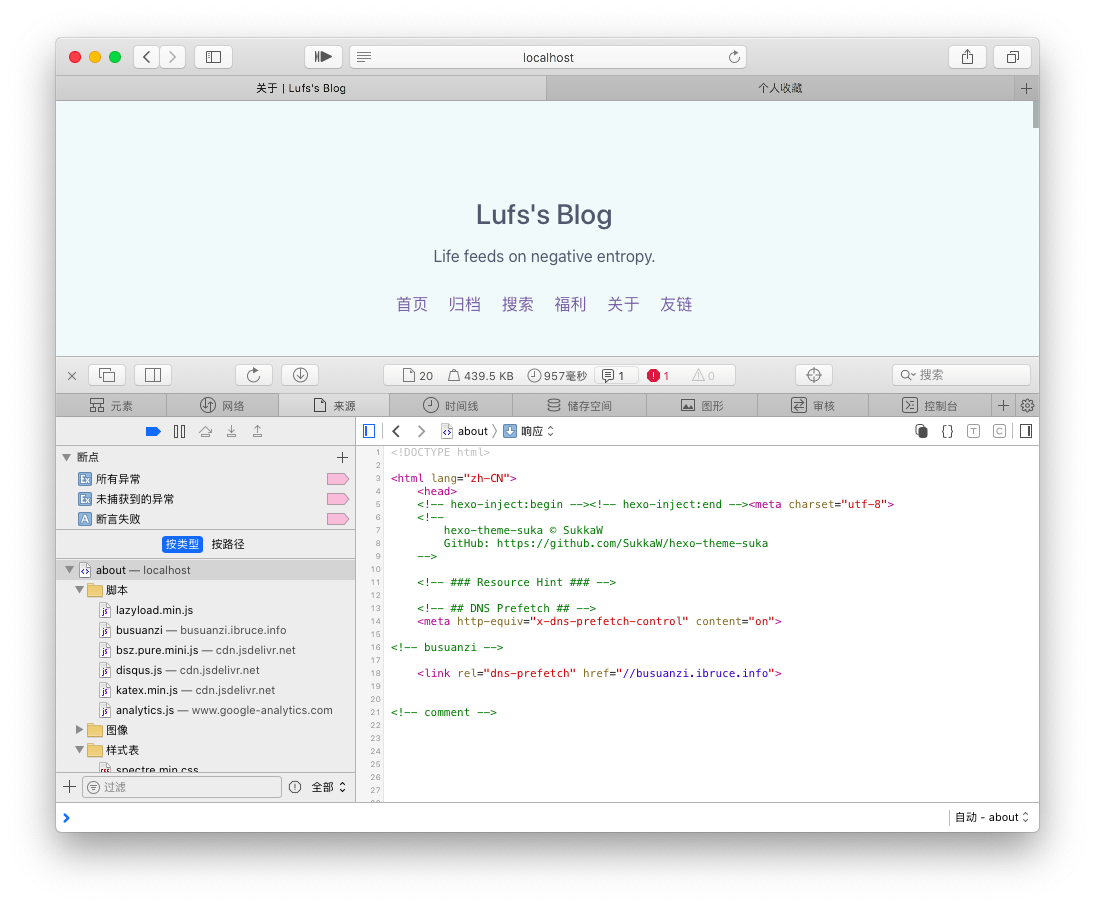 localhost
关于 | Lufs's Blog
个人收藏
Lufs's Blog
Life feeds on negative entropy.
首页 归档 搜索 福利 关于 友链
20 439.5 KB 957毫秒 1 1 0 搜索
元素 网络 来源 时间线 储存空间 图形 审核 控制台
about 响应 {} T C
断点
Ex 所有异常
Ex 未捕获到的异常
A 断言失败
按类型 按路径
about — localhost
脚本
lazyload.min.js
busuanzi — busuanzi.ibruce.info
bsz.pure.mini.js — cdn.jsdelivr.net
disqus.js — cdn.jsdelivr.net
katex.min.js — cdn.jsdelivr.net
analytics.js — www.google-analytics.com
图像
样式表
spectre.min.css
过滤 全部
1 <!DOCTYPE html>
2
3 <html lang="zh-CN">
4 <head>
5 <!-- hexo-inject:begin --><!-- hexo-inject:end --><meta charset="utf-8">
6 <!--
7 hexo-theme-suka © SukkaW
8 GitHub: https://github.com/SukkaW/hexo-theme-suka
9 -->
10
11 <!-- ### Resource Hint ### -->
12
13 <!-- ## DNS Prefetch ## -->
14 <meta http-equiv="x-dns-prefetch-control" content="on">
15
16 <!-- busuanzi -->
17
18 <link rel="dns-prefetch" href="//busuanzi.ibruce.info">
19
20
21 <!-- comment -->
22
23
24
25
26
27
自动 - about